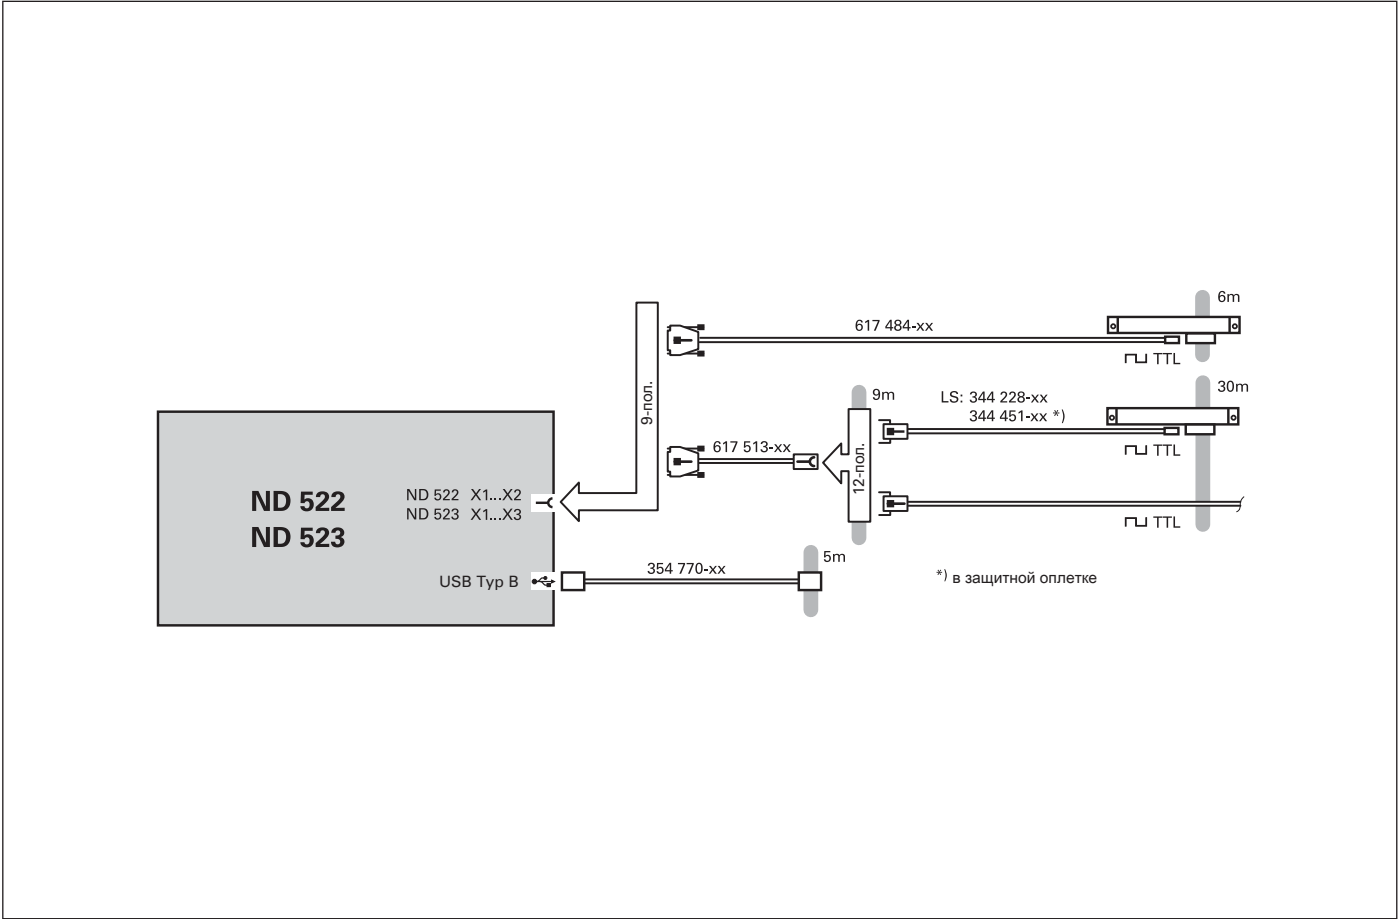 6m
617 484-xx
TTL
9-пол.
30m
9m
LS: 344 228-xx
344 451-xx *)
TTL
617 513-xx
12-пол.
ND 522
ND 523
ND 522 X1...X2
ND 523 X1...X3
TTL
5m
354 770-xx
USB Typ B
*) в защитной оплетке